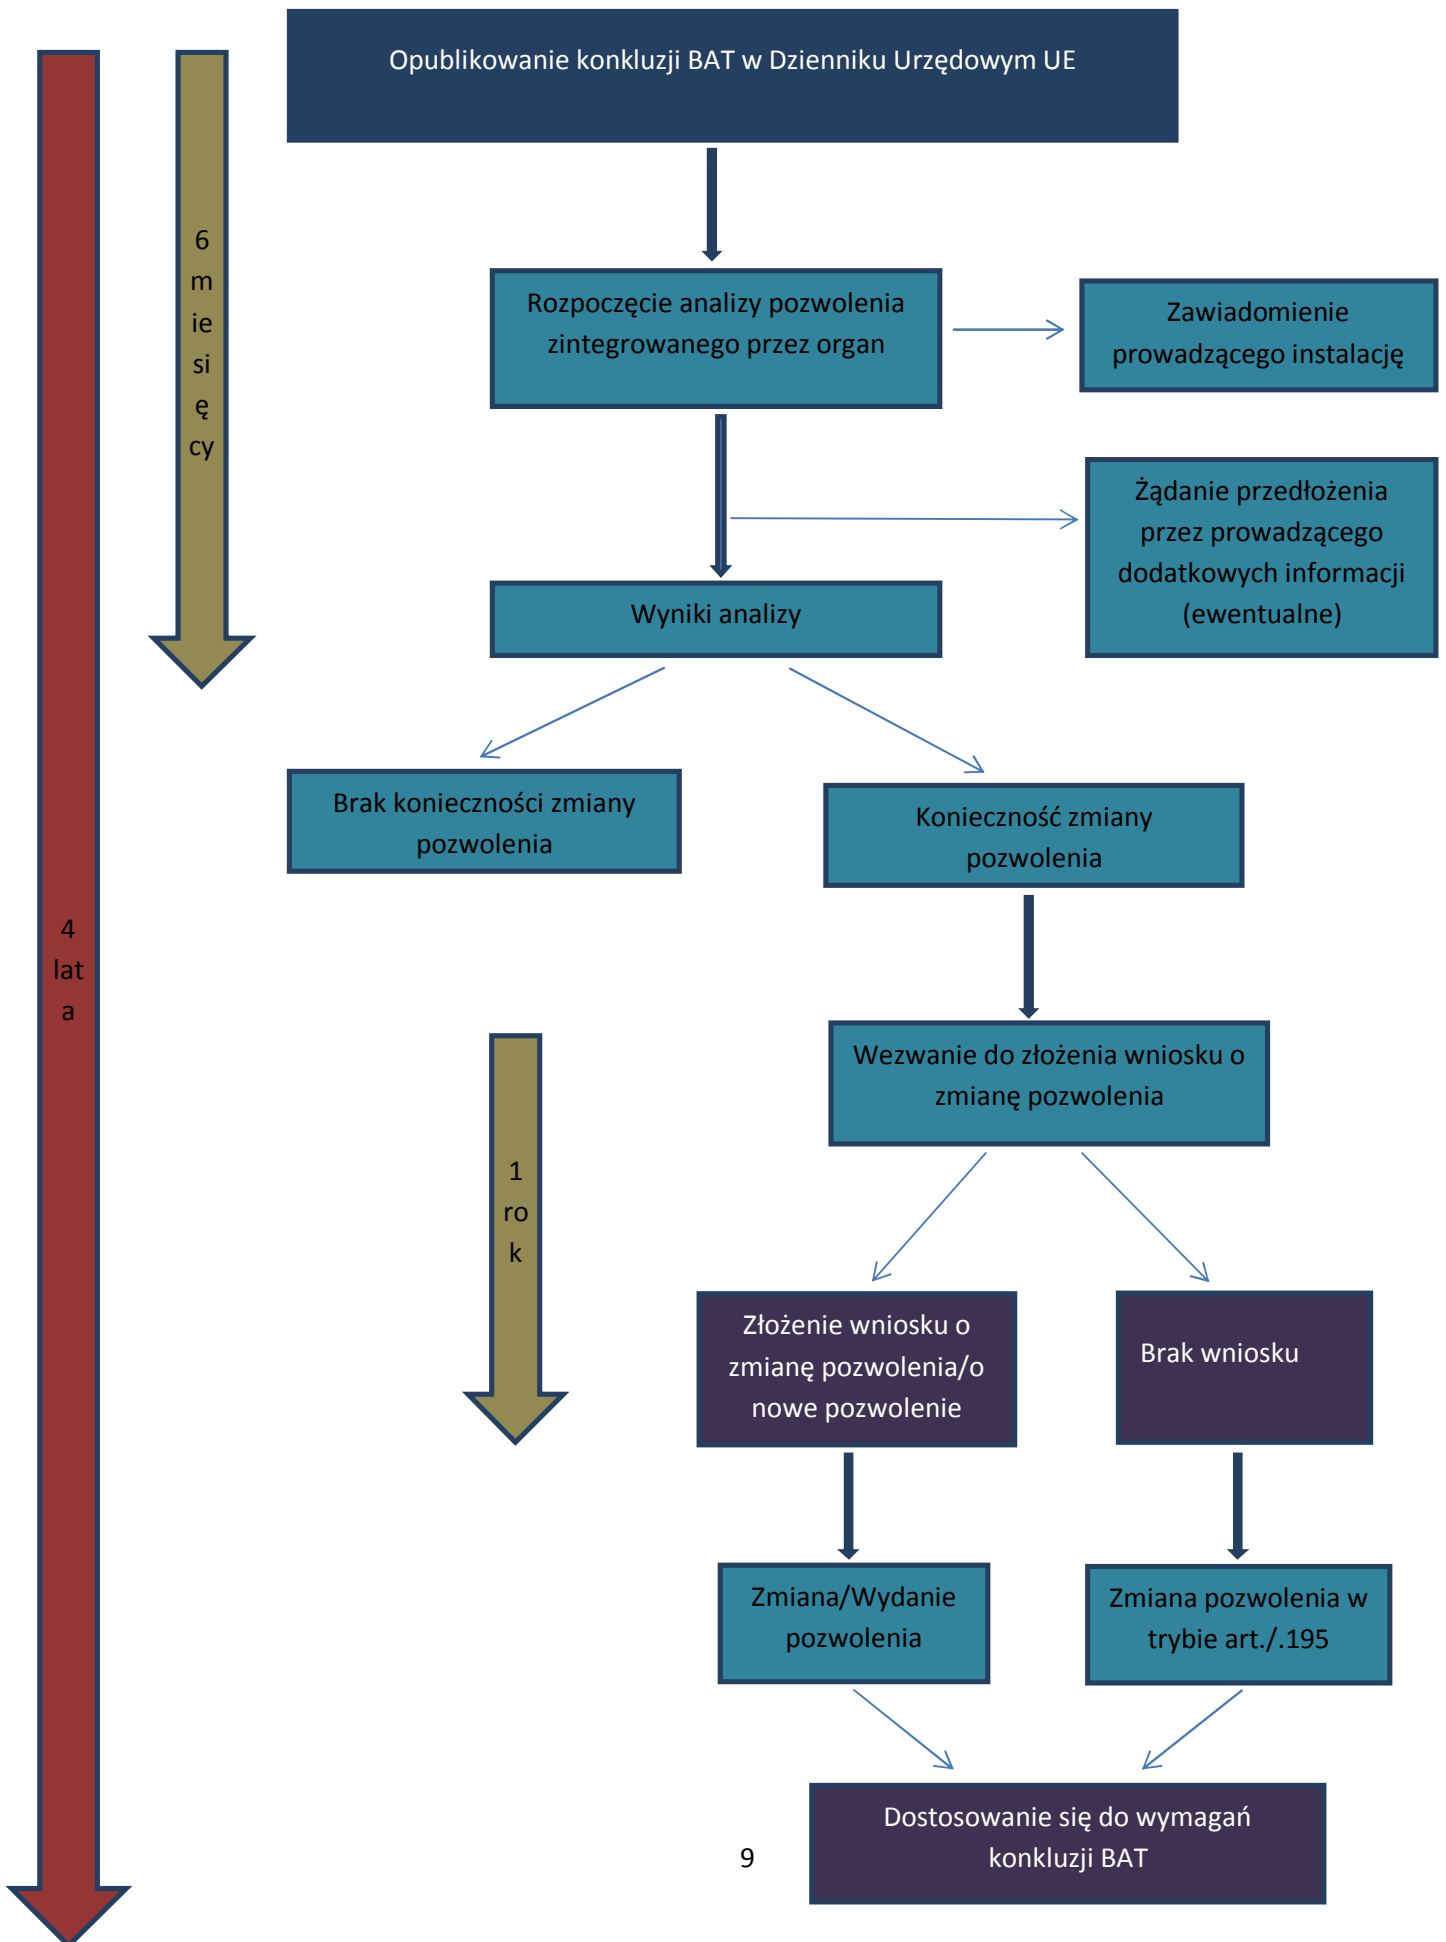 Opublikowanie konkluzji BAT w Dzienniku Urzędowym UE
6
m
ie
si
ę
cy
Rozpoczęcie analizy pozwolenia
zintegrowanego przez organ
Zawiadomienie
prowadzącego instalację
Żądanie przedłożenia
przez prowadzącego
dodatkowych informacji
(ewentualne)
Wyniki analizy
Brak konieczności zmiany
pozwolenia
Konieczność zmiany
pozwolenia
4
lat
a
Wezwanie do złożenia wniosku o
zmianę pozwolenia
1
ro
k
Złożenie wniosku o
zmianę pozwolenia/o
nowe pozwolenie
Brak wniosku
Zmiana/Wydanie
pozwolenia
Zmiana pozwolenia w
trybie art./.195
Dostosowanie się do wymagań
konkluzji BAT
9